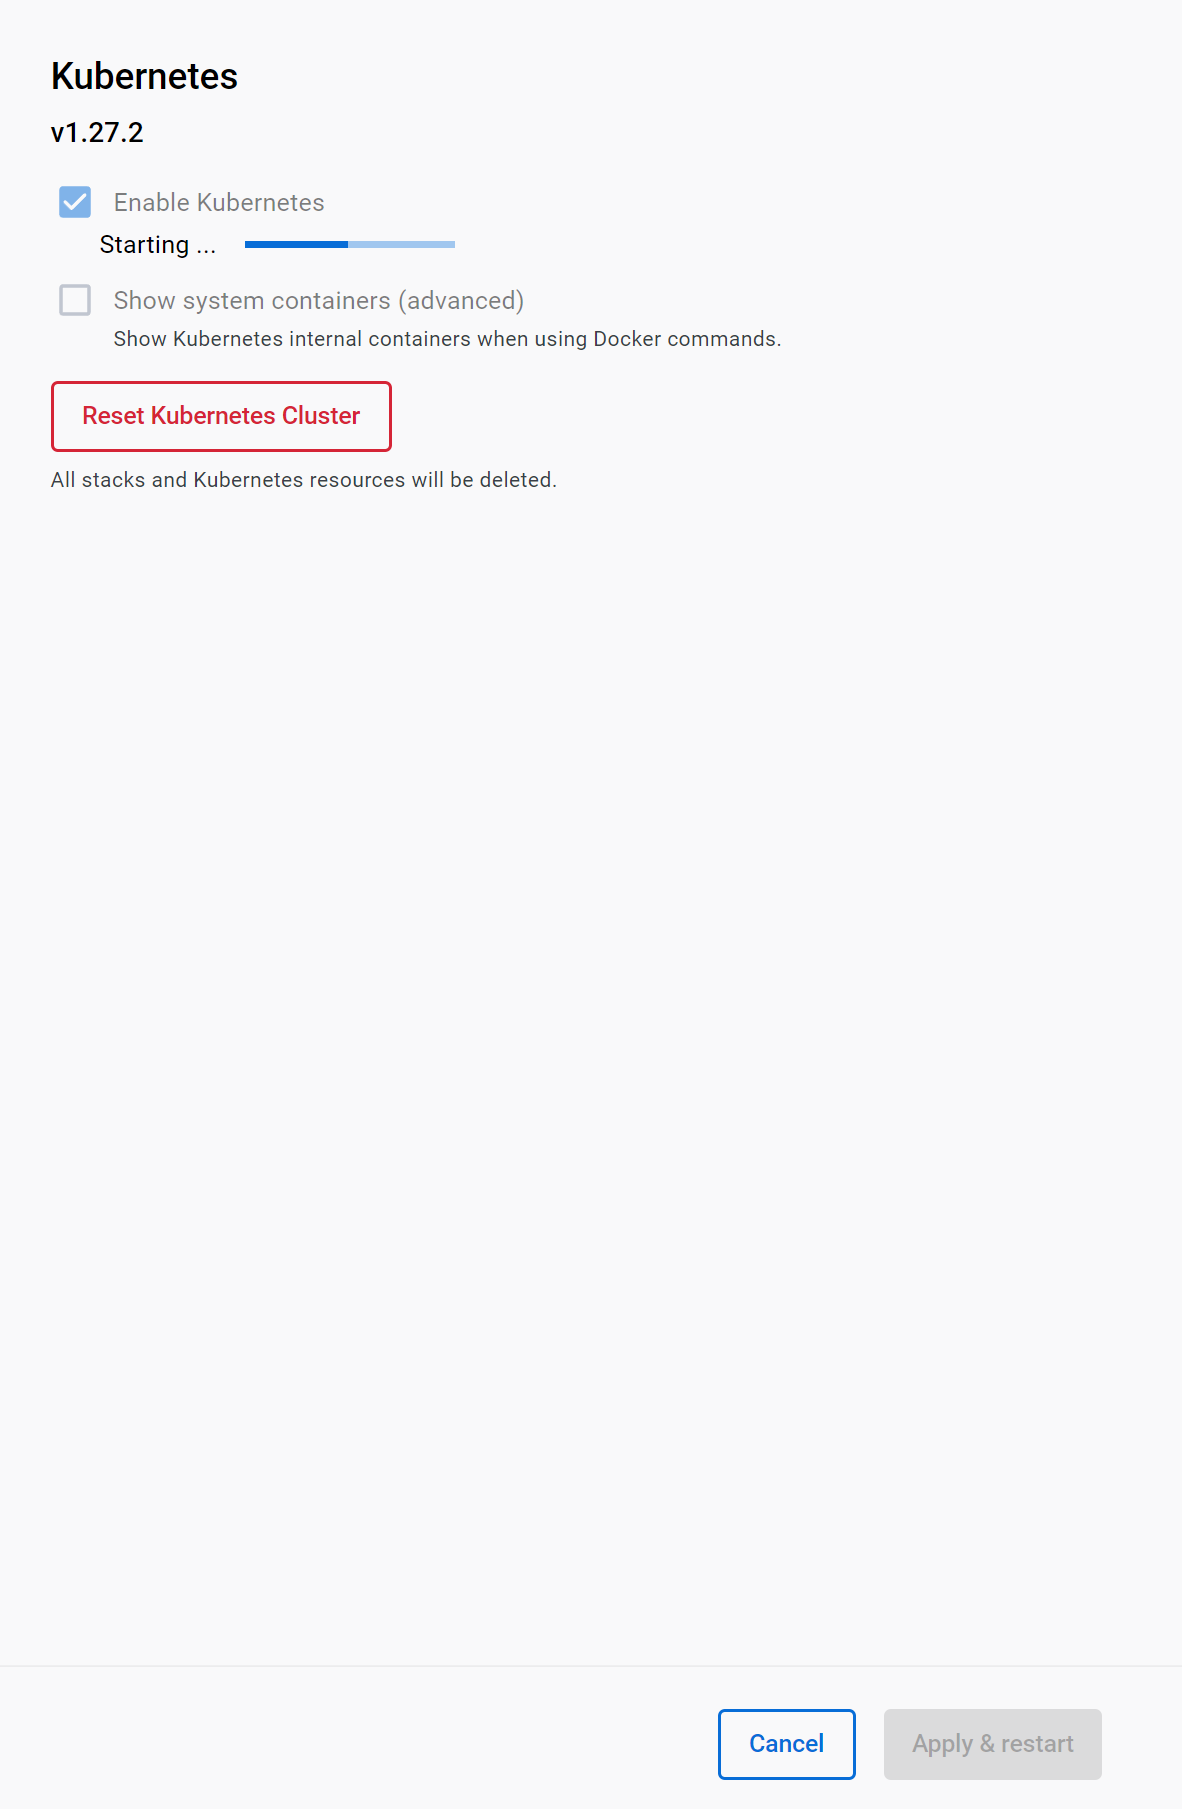 Kubernetes
v1.27.2
Enable Kubernetes
Starting ...
Show system containers (advanced)
Show Kubernetes internal containers when using Docker commands.
Reset Kubernetes Cluster
All stacks and Kubernetes resources will be deleted.
Cancel
Apply & restart